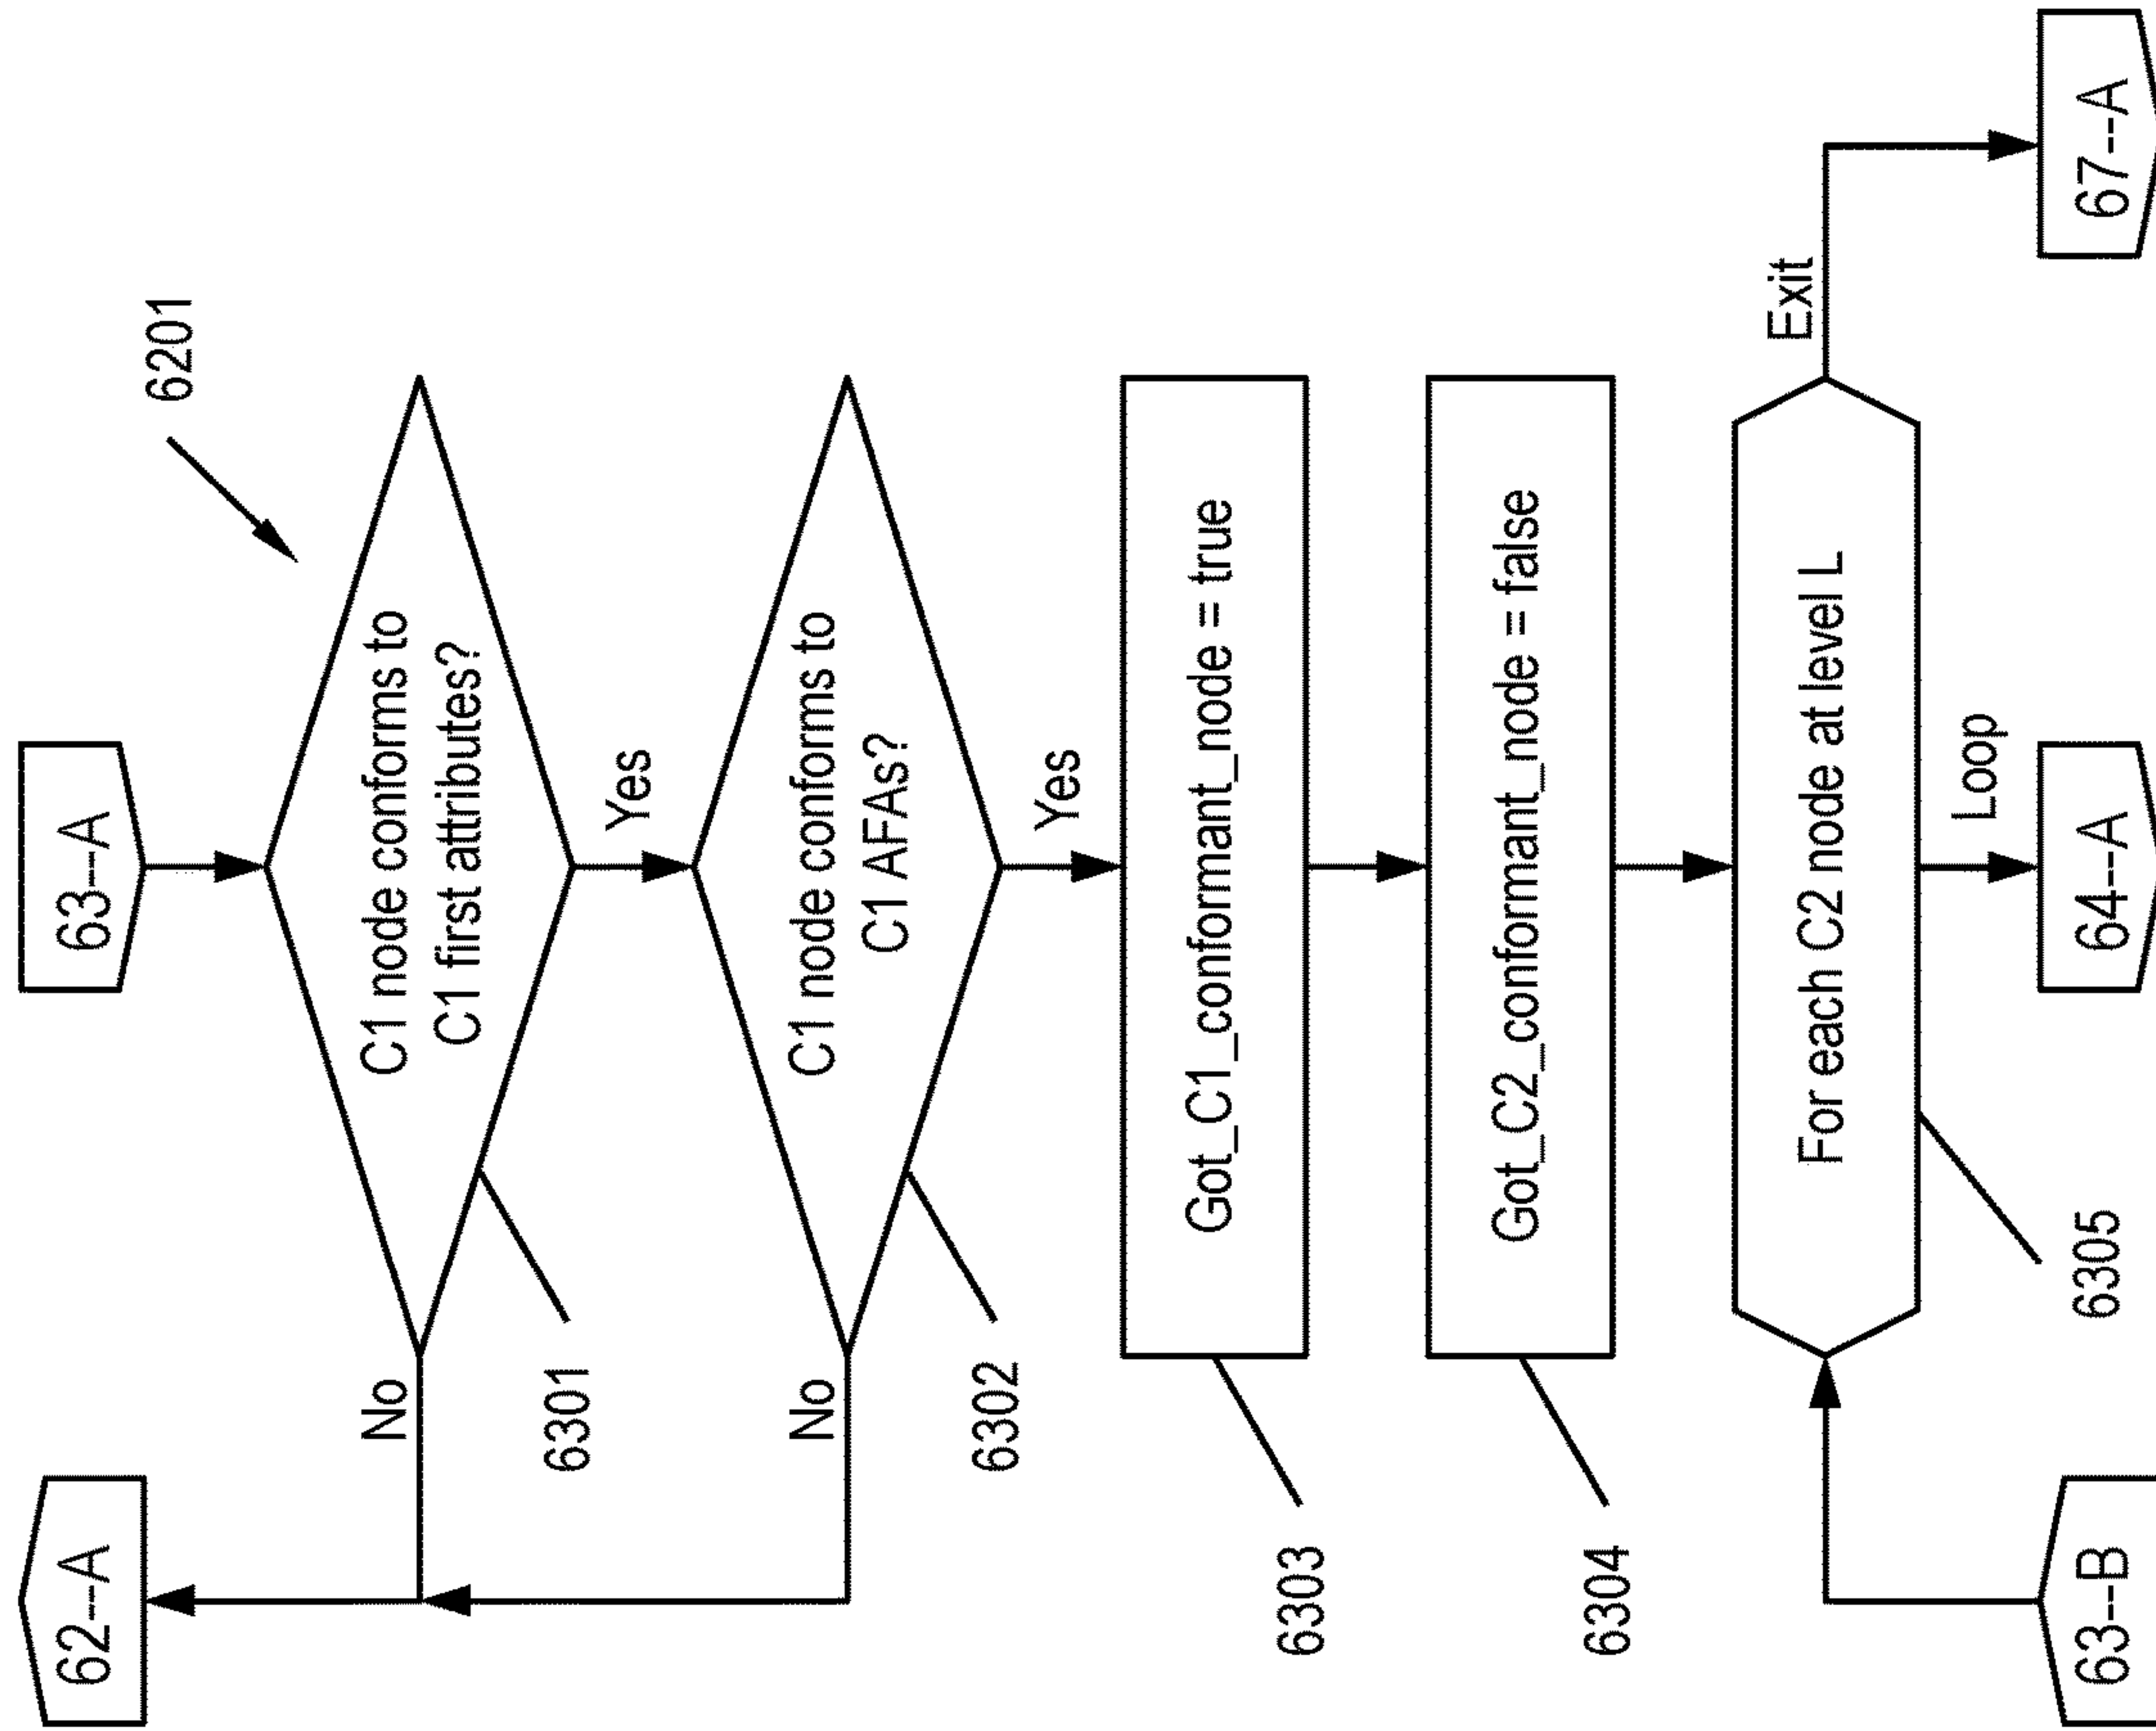 62--A
63--A
6201
No
C1 node conforms to
C1 first attributes?
6301
Yes
No
C1 node conforms to
C1 AFAs?
6302
Yes
Got_C1_conformant_node = true
6303
Got_C2_conformant_node = false
6304
Exit
For each C2 node at level L
6305
Loop
63--B
64--A
67--A